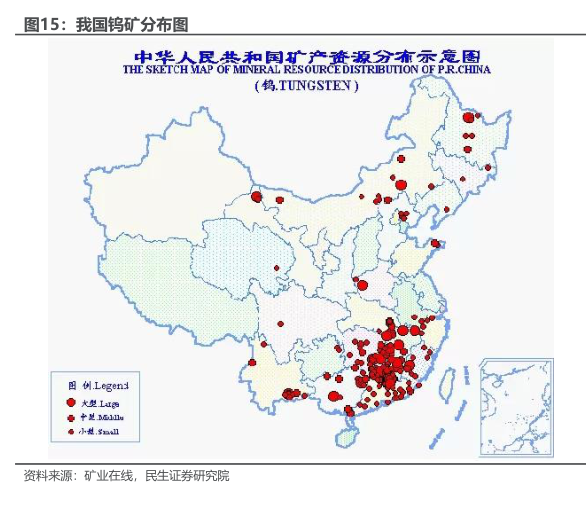 图15：我国钨矿分布图
中华人民共和国矿产资源分布示意图
THE SKETCH MAP OF MINERAL RESOURCE DISTRIBUTION OF P.R.CHINA
(钨.TUNGSTEN)
图 例.Legend
大型.Large
中型.Middle
小型.Small
资料来源：矿业在线，民生证券研究院